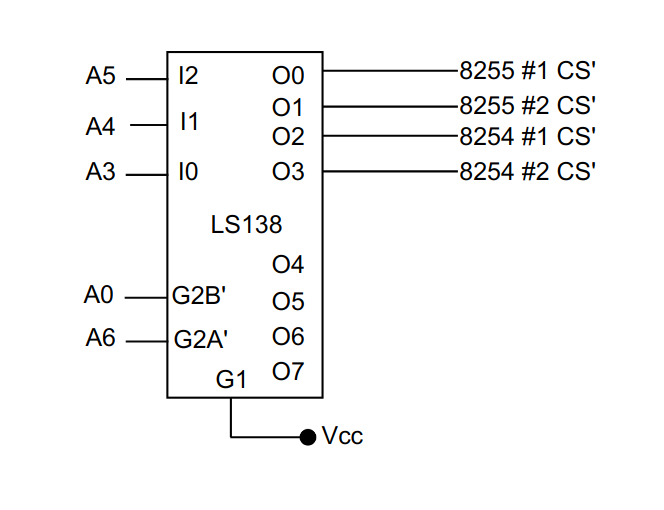 A5 I2 O0 8255 #1 CS'
O1 8255 #2 CS'
A4 I1 O2 8254 #1 CS'
A3 I0 O3 8254 #2 CS'
LS138
O4
A0 G2B' O5
A6 G2A' O6
G1 O7
Vcc